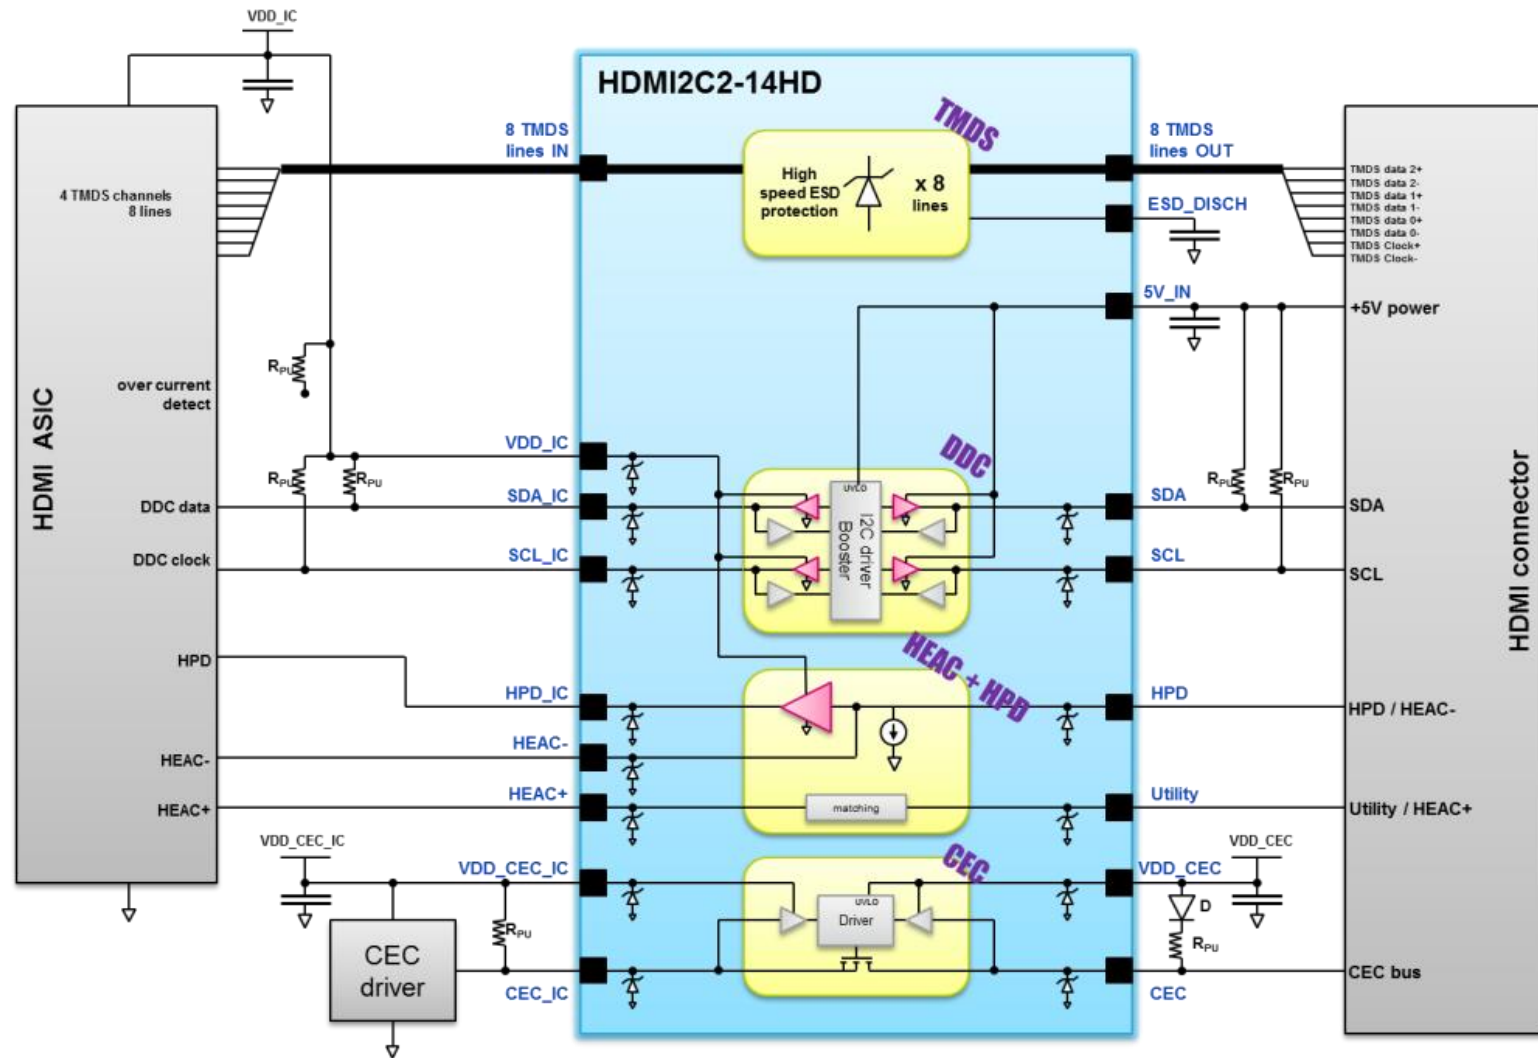 VDD_IC
HDMI2C2-14HD
TMDS
8 TMDS
lines IN
8 TMDS
lines OUT
High
speed ESD
protection
x 8
lines
4 TMDS channels
8 lines
TMDS data 2+
TMDS data 2-
TMDS data 1+
TMDS data 1-
TMDS data 0+
TMDS data 0-
TMDS Clock+
TMDS Clock-
ESD_DISCH
5V_IN
+5V power
RPU
over current
detect
HDMI ASIC
VDD_IC
DDC
RPU
RPU
UVLO
I2C driver
Booster
RPU
RPU
DDC data
SDA_IC
SDA
SDA
DDC clock
SCL_IC
SCL
SCL
HDMI connector
HEAC + HPD
HPD
HPD_IC
HPD
HPD / HEAC-
HEAC-
HEAC-
HEAC+
HEAC+
matching
Utility
Utility / HEAC+
VDD_CEC_IC
VDD_CEC
CEC
VDD_CEC_IC
VDD_CEC
UVLO
Driver
D
RPU
RPU
CEC
driver
CEC_IC
CEC
CEC bus